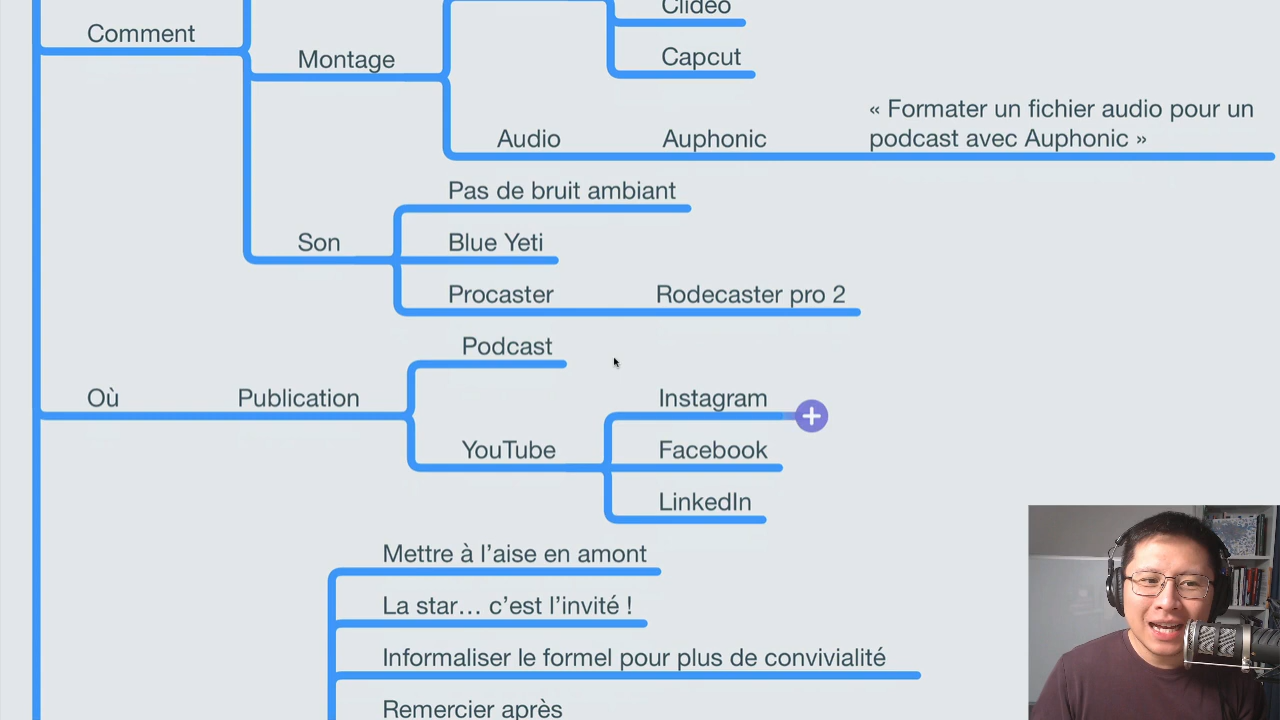 Clideo
Comment
Montage
Capcut
« Formater un fichier audio pour un
podcast avec Auphonic »
Audio
Auphonic
Pas de bruit ambiant
Son
Blue Yeti
Procaster
Rodecaster pro 2
Podcast
Où
Publication
Instagram
YouTube
Facebook
LinkedIn
Mettre à l’aise en amont
La star… c’est l’invité !
Informaliser le formel pour plus de convivialité
Remercier après